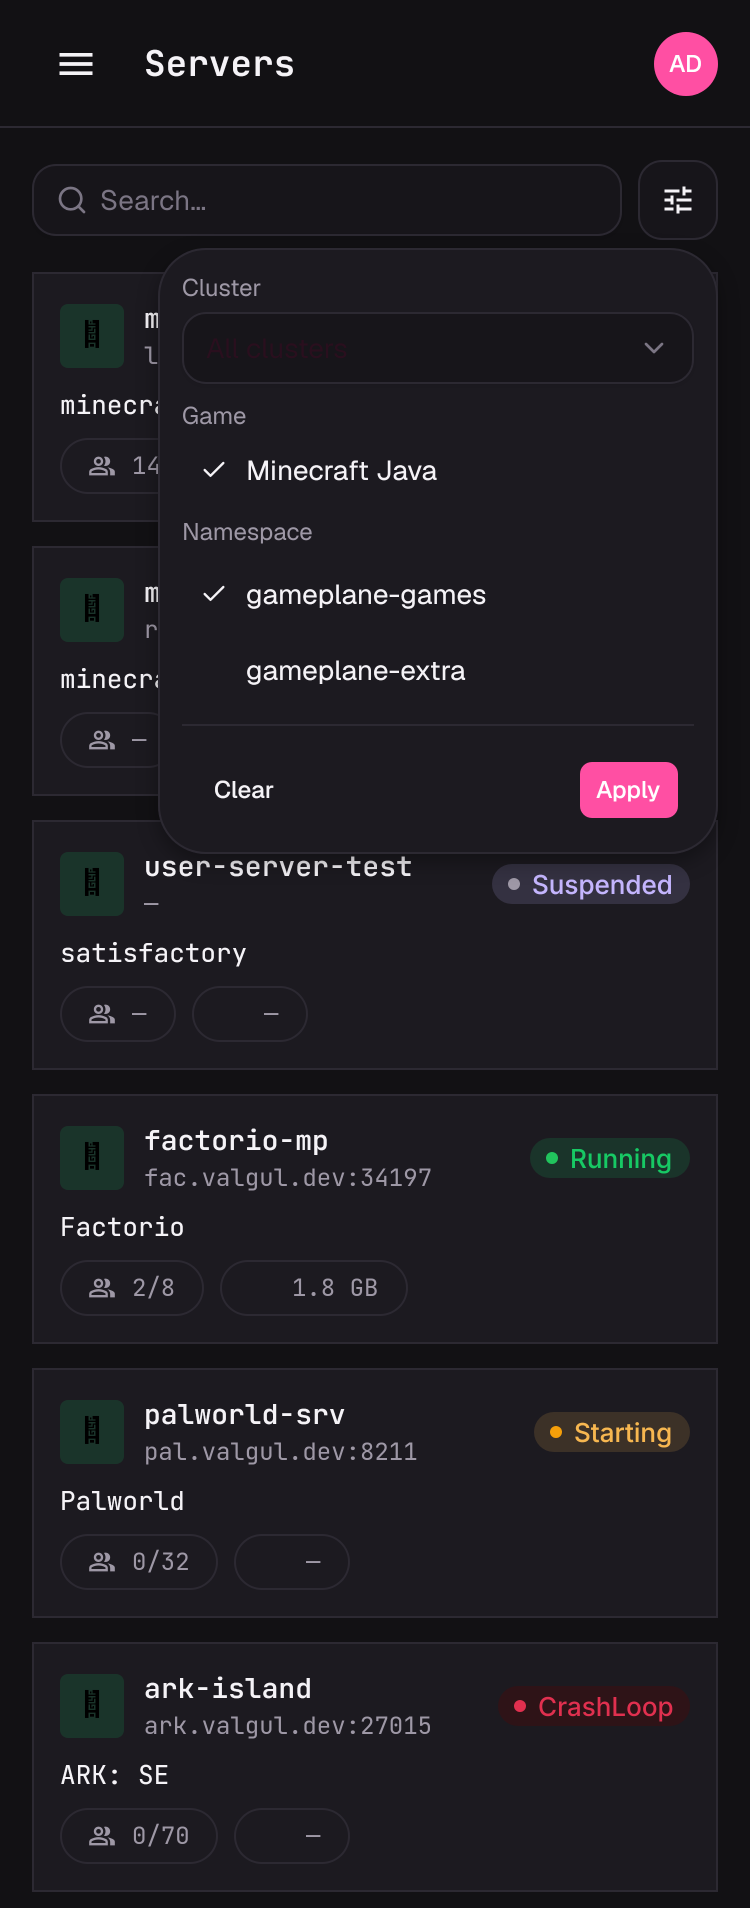 Servers
AD
Search...
Cluster
All clusters
Game
Minecraft Java
Namespace
gameplane-games
gameplane-extra
Clear
Apply
m
l
minecra
14
m
r
minecra
—
user-server-test
Suspended
—
satisfactory
— —
factorio-mp
Running
fac.valgul.dev:34197
Factorio
2/8 1.8 GB
palworld-srv
Starting
pal.valgul.dev:8211
Palworld
0/32 —
ark-island
CrashLoop
ark.valgul.dev:27015
ARK: SE
0/70 —